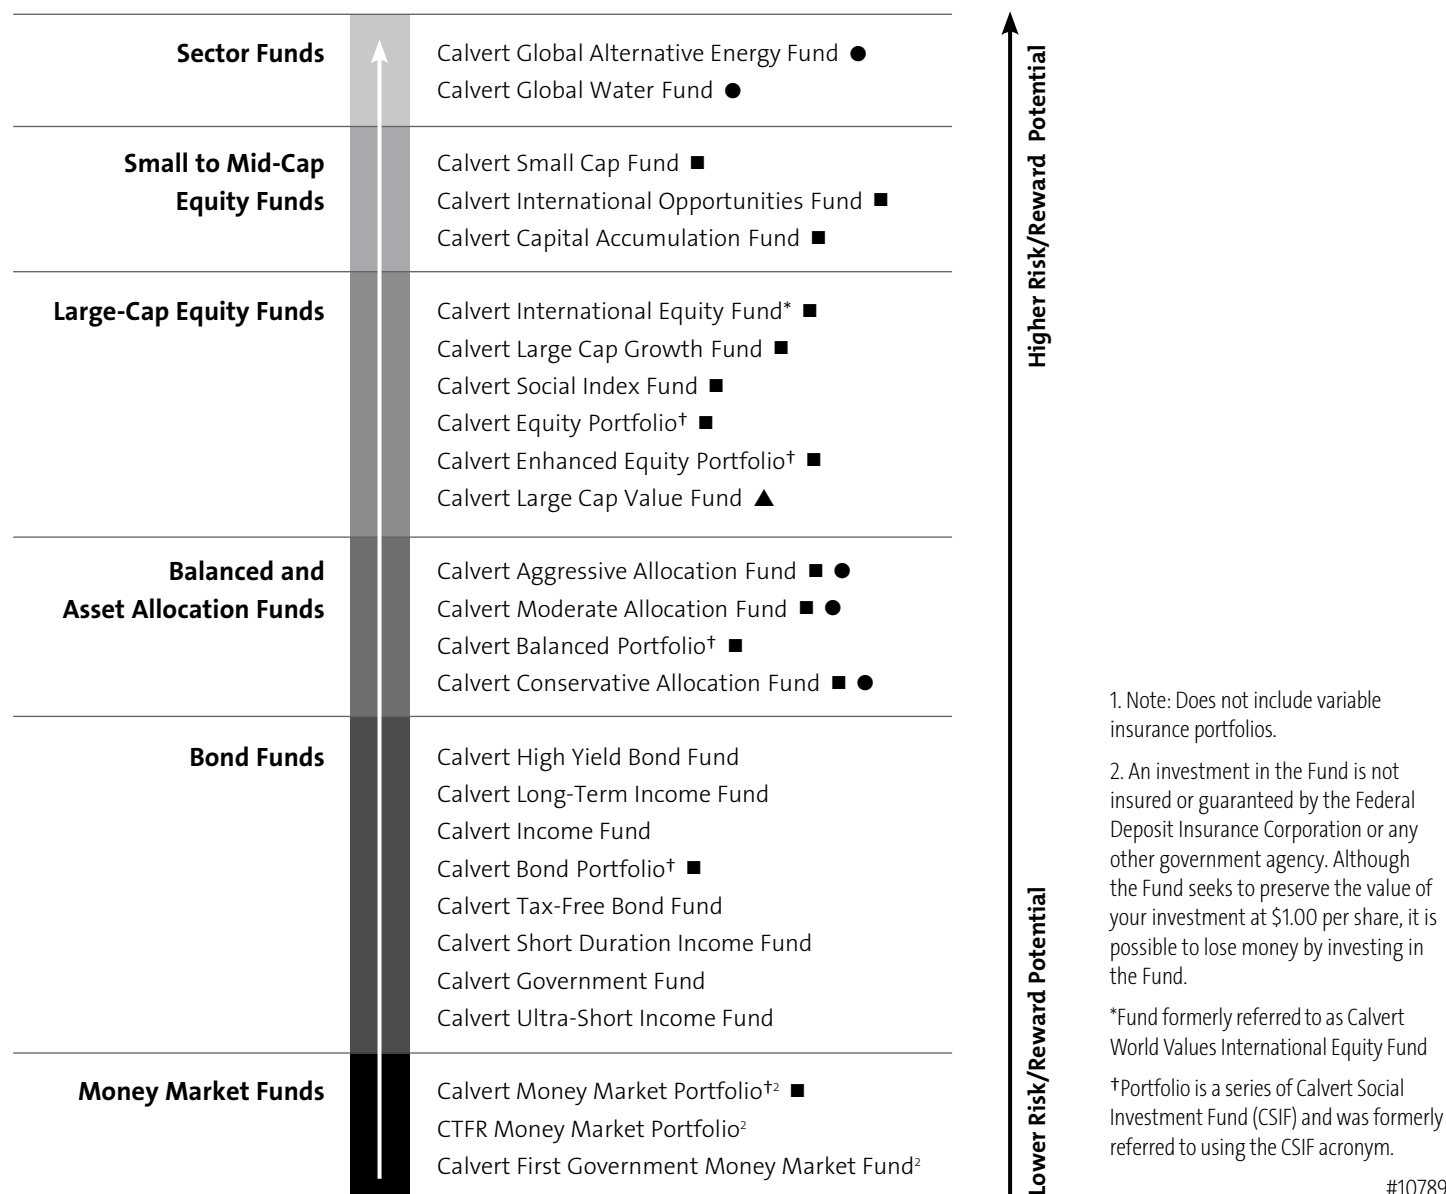 Sector Funds
Calvert Global Alternative Energy Fund ●
Calvert Global Water Fund ●
Small to Mid-Cap
Equity Funds
Calvert Small Cap Fund ■
Calvert International Opportunities Fund ■
Calvert Capital Accumulation Fund ■
Large-Cap Equity Funds
Calvert International Equity Fund* ■
Calvert Large Cap Growth Fund ■
Calvert Social Index Fund ■
Calvert Equity Portfolio† ■
Calvert Enhanced Equity Portfolio† ■
Calvert Large Cap Value Fund ▲
Balanced and
Asset Allocation Funds
Calvert Aggressive Allocation Fund ■ ●
Calvert Moderate Allocation Fund ■ ●
Calvert Balanced Portfolio† ■
Calvert Conservative Allocation Fund ■ ●
Bond Funds
Calvert High Yield Bond Fund
Calvert Long-Term Income Fund
Calvert Income Fund
Calvert Bond Portfolio† ■
Calvert Tax-Free Bond Fund
Calvert Short Duration Income Fund
Calvert Government Fund
Calvert Ultra-Short Income Fund
Money Market Funds
Calvert Money Market Portfolio†² ■
CTFR Money Market Portfolio²
Calvert First Government Money Market Fund²
Higher Risk/Reward Potential
Lower Risk/Reward Potential
1. Note: Does not include variable
insurance portfolios.
2. An investment in the Fund is not
insured or guaranteed by the Federal
Deposit Insurance Corporation or any
other government agency. Although
the Fund seeks to preserve the value of
your investment at $1.00 per share, it is
possible to lose money by investing in
the Fund.
*Fund formerly referred to as Calvert
World Values International Equity Fund
†Portfolio is a series of Calvert Social
Investment Fund (CSIF) and was formerly
referred to using the CSIF acronym.
#10789